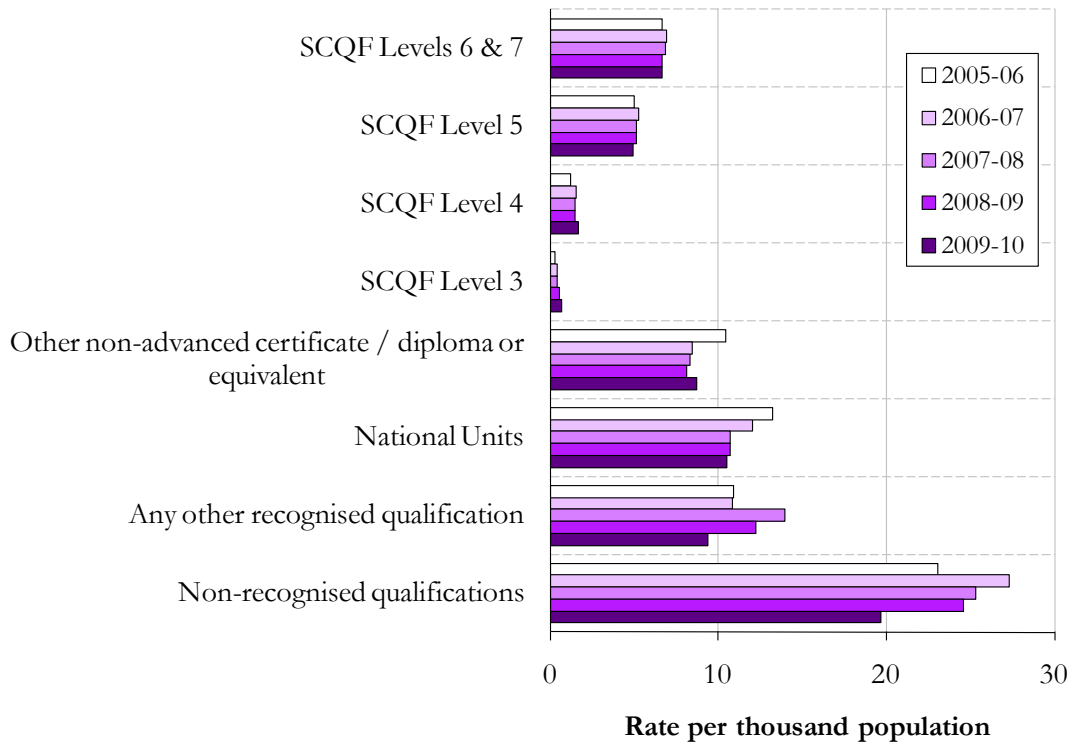 SCQF Levels 6 & 7
SCQF Level 5
SCQF Level 4
SCQF Level 3
Other non-advanced certificate / diploma or
equivalent
National Units
Any other recognised qualification
Non-recognised qualifications
2005-06
2006-07
2007-08
2008-09
2009-10
0 10 20 30
Rate per thousand population